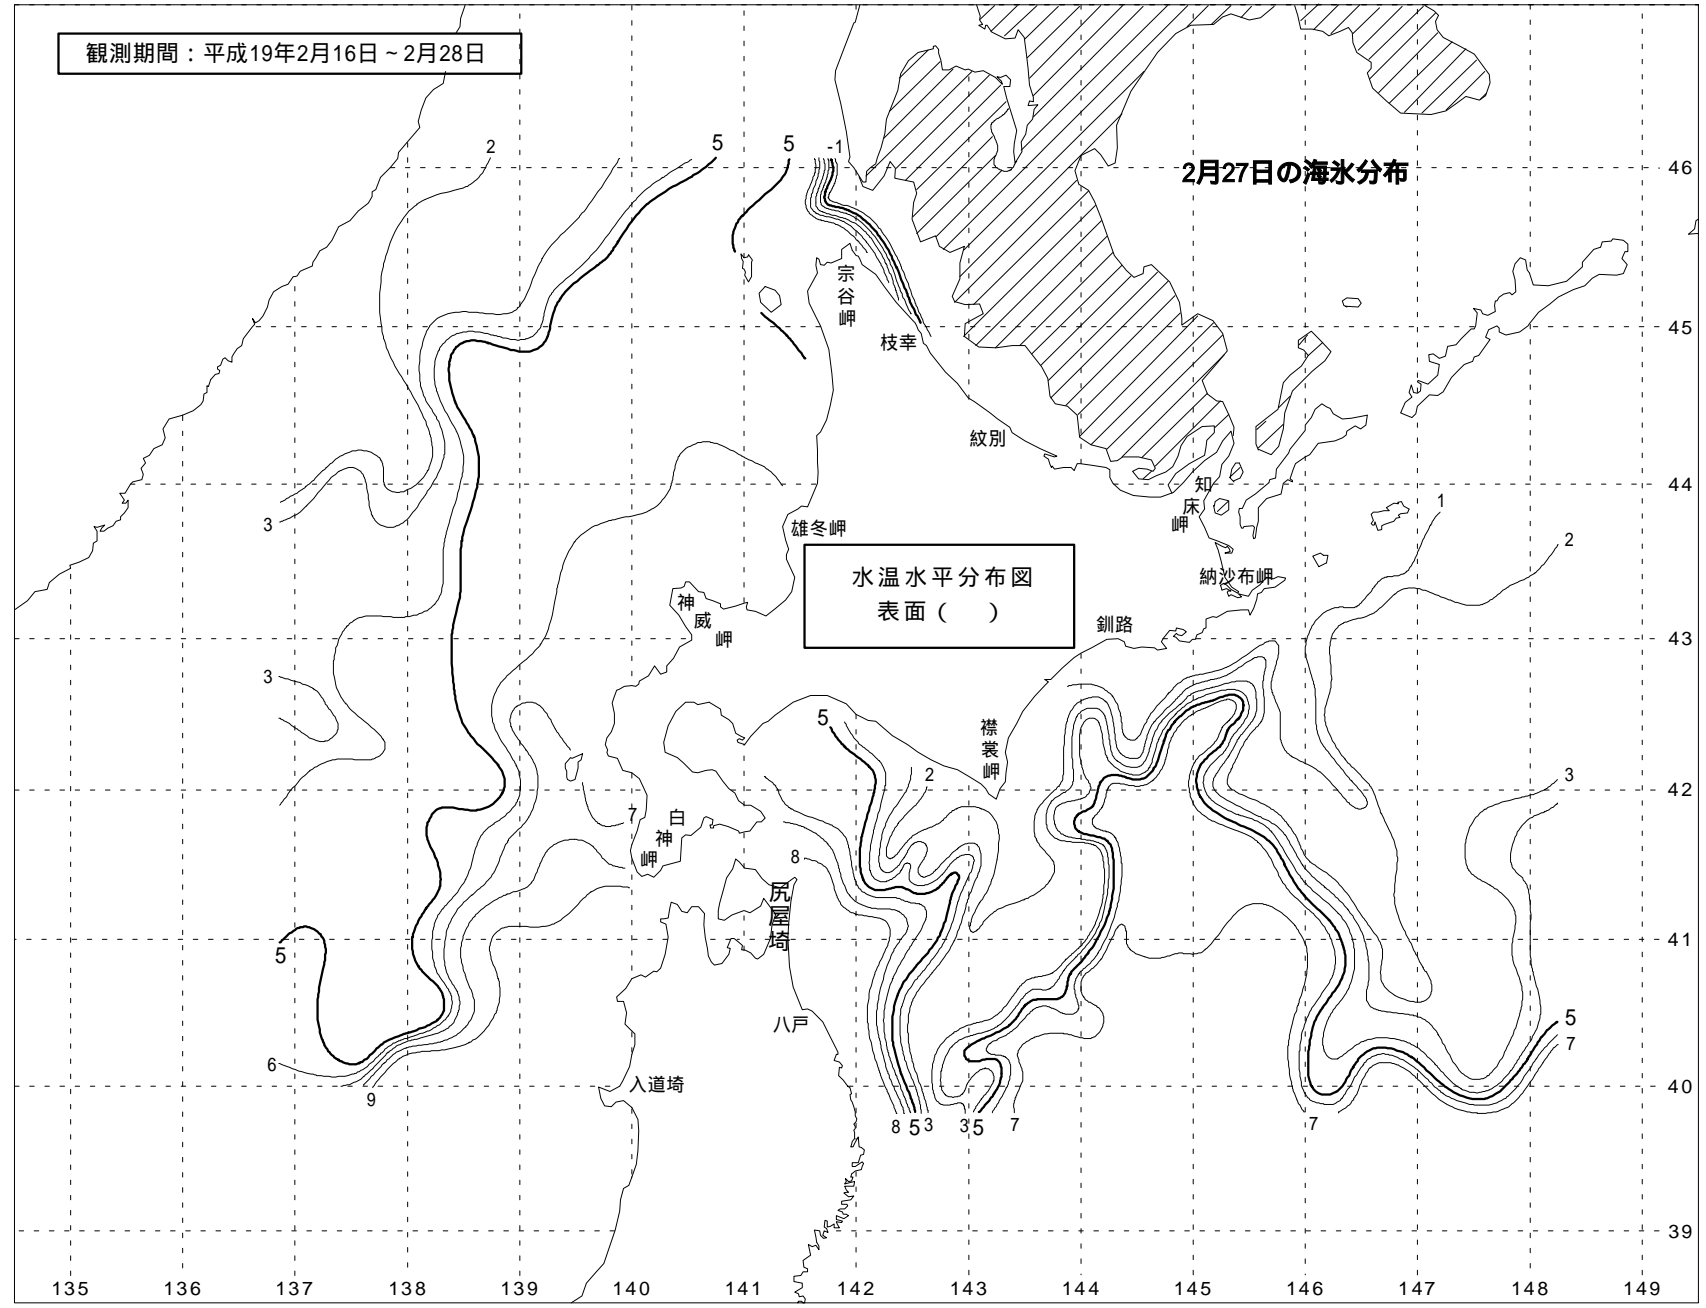 観測期間：平成19年2月16日～2月28日
2
5
5
-1
46
2月27日の海氷分布
宗谷岬
45
枝幸
紋別
44
知床岬
3
1
雄冬岬
2
水温水平分布図
表面（　）
納沙布岬
神威岬
釧路
43
3
5
襟裳岬
2
3
42
7
白神岬
8
尻屋埼
5
41
八戸
5
7
6
9
入道埼
40
8
5
3
3
5
7
7
39
135
136
137
138
139
140
141
142
143
144
145
146
147
148
149